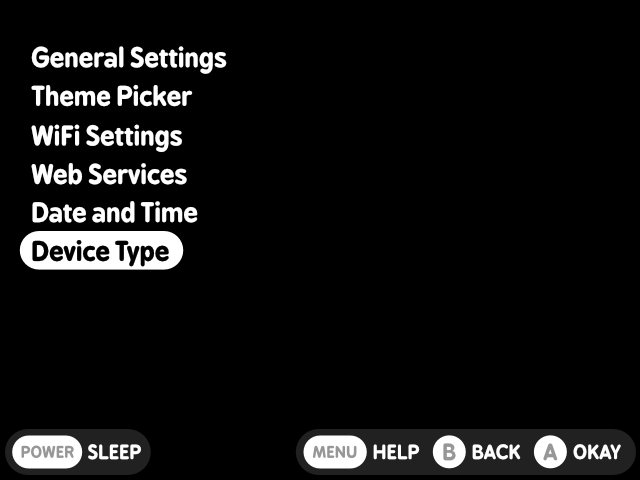 General Settings
Theme Picker
WiFi Settings
Web Services
Date and Time
Device Type
POWER SLEEP MENU HELP B BACK A OKAY